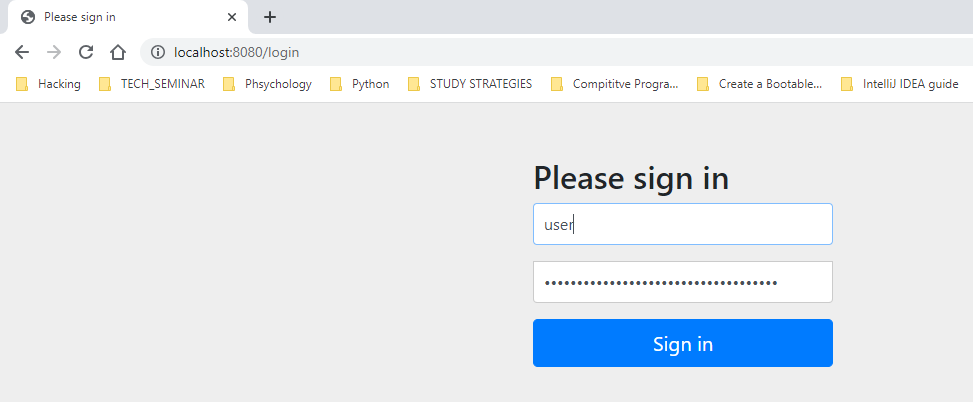 Please sign in
localhost:8080/login
Hacking TECH_SEMINAR Phsychology Python STUDY STRATEGIES Compititve Progra... Create a Bootable... IntelliJ IDEA guide
Please sign in
user
••••••••••••••••••••••••••••••••••••
Sign in